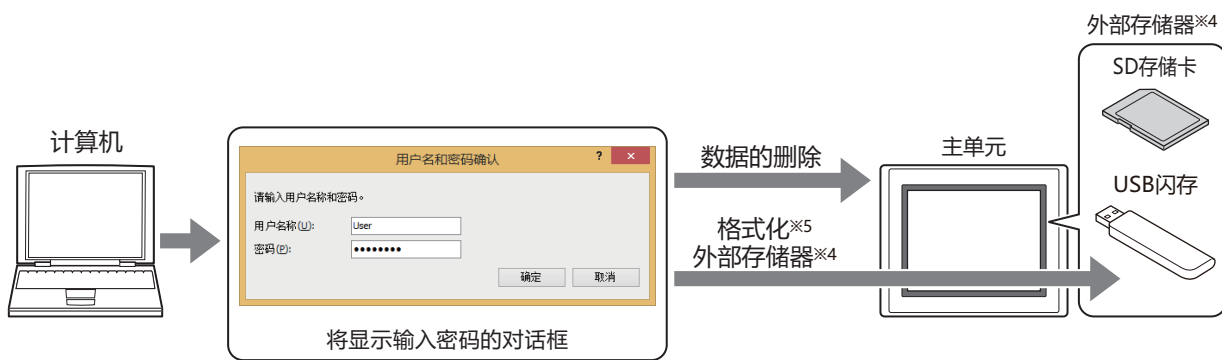 外部存储器※4
SD存储卡
USB闪存
计算机
用户名和密码确认 ? ×
请输入用户名称和密码。
用户名称(U): User
密码(P): ●●●●●●●●
确定 取消
将显示输入密码的对话框
数据的删除
格式化※5
外部存储器※4
主单元